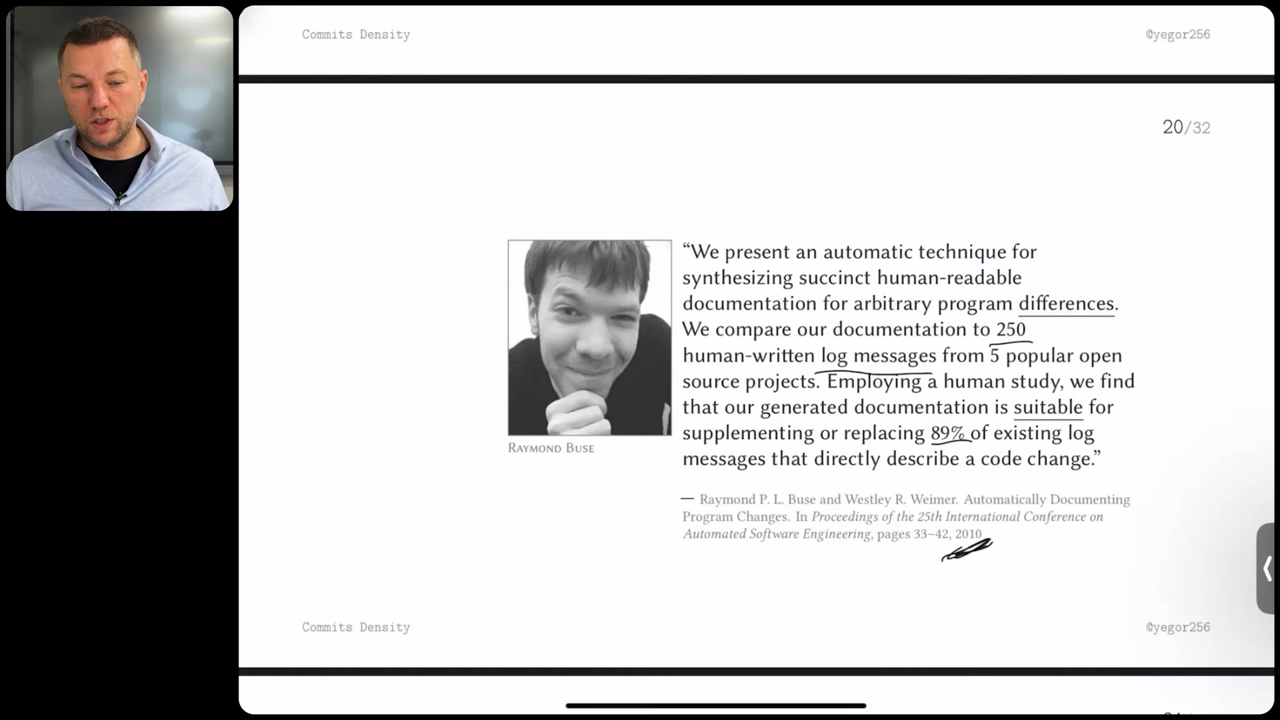 Commits Density
@yegor256
20/32
“We present an automatic technique for
synthesizing succinct human-readable
documentation for arbitrary program differences.
We compare our documentation to 250
human-written log messages from 5 popular open
source projects. Employing a human study, we find
that our generated documentation is suitable for
supplementing or replacing 89% of existing log
messages that directly describe a code change.”
Raymond Buse
— Raymond P. L. Buse and Westley R. Weimer. Automatically Documenting
Program Changes. In Proceedings of the 25th International Conference on
Automated Software Engineering, pages 33–42, 2010
Commits Density
@yegor256